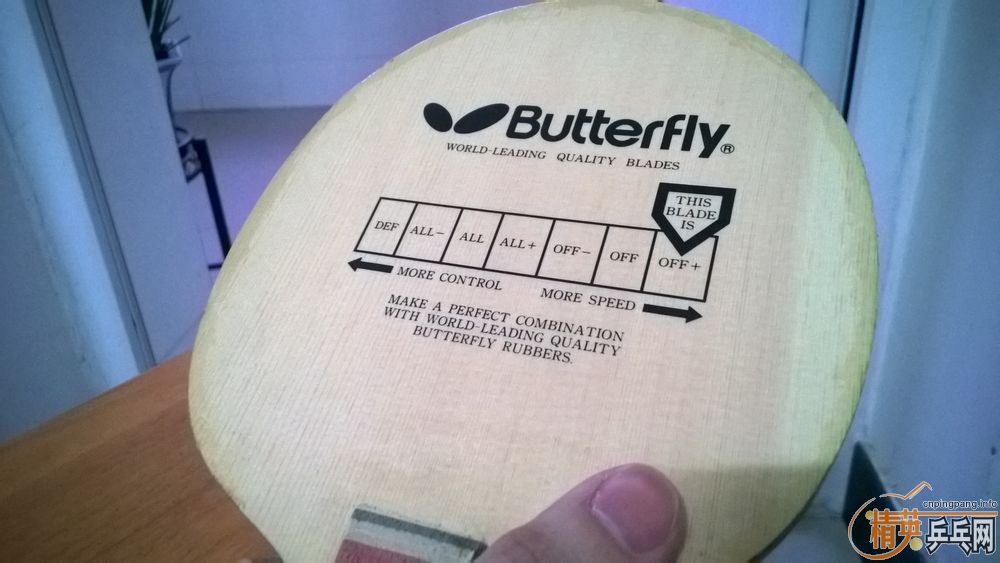 Butterfly®
WORLD-LEADING QUALITY BLADES
THIS
BLADE
IS
DEF ALL− ALL ALL+ OFF− OFF OFF+
MORE CONTROL
MORE SPEED
MAKE A PERFECT COMBINATION
WITH WORLD-LEADING QUALITY
BUTTERFLY RUBBERS.
cnpingpang.info
精英乒乓网